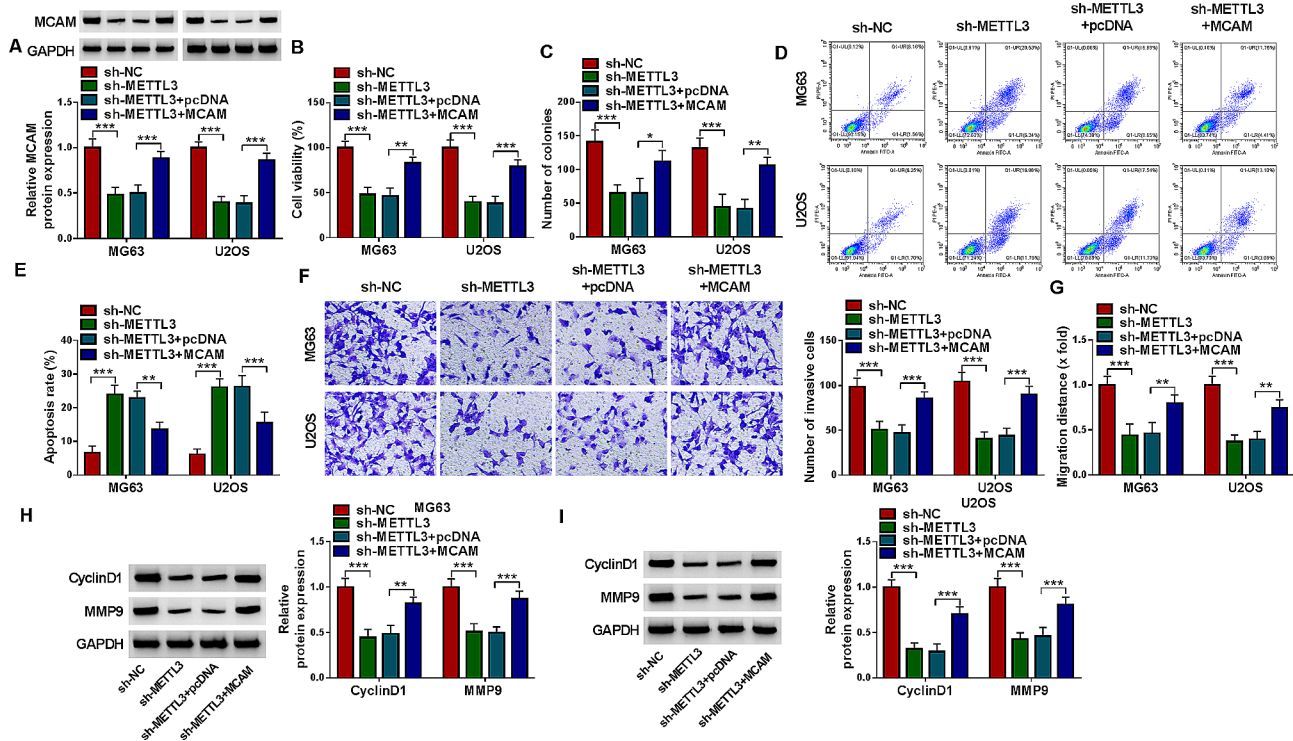 MCAM
GAPDH
A
sh-NC
sh-METTL3
sh-METTL3+pcDNA
sh-METTL3+MCAM
Relative MCAM
protein expression
1.5
1.0
0.5
0.0
***
***
***
***
MG63
U2OS
B
sh-NC
sh-METTL3
sh-METTL3+pcDNA
sh-METTL3+MCAM
Cell viability (%)
150
100
50
0
***
**
***
***
MG63
U2OS
C
sh-NC
sh-METTL3
sh-METTL3+pcDNA
sh-METTL3+MCAM
Number of colonies
200
150
100
50
0
***
*
***
**
MG63
U2OS
D
sh-NC
sh-METTL3
sh-METTL3
+pcDNA
sh-METTL3
+MCAM
MG63
U2OS
PI PE-A
Annexin FITC-A
E
sh-NC
sh-METTL3
sh-METTL3+pcDNA
sh-METTL3+MCAM
Apoptosis rate (%)
40
30
20
10
0
***
**
***
***
MG63
U2OS
F
sh-NC
sh-METTL3
sh-METTL3
+pcDNA
sh-METTL3
+MCAM
MG63
U2OS
sh-NC
sh-METTL3
sh-METTL3+pcDNA
sh-METTL3+MCAM
Number of invasive cells
150
100
50
0
***
***
***
***
MG63
U2OS
G
sh-NC
sh-METTL3
sh-METTL3+pcDNA
sh-METTL3+MCAM
Migration distance (x fold)
1.5
1.0
0.5
0.0
***
**
***
**
MG63
U2OS
H
CyclinD1
MMP9
GAPDH
sh-NC
sh-METTL3
sh-METTL3+pcDNA
sh-METTL3+MCAM
MG63
sh-NC
sh-METTL3
sh-METTL3+pcDNA
sh-METTL3+MCAM
Relative
protein expression
1.5
1.0
0.5
0.0
***
**
***
***
CyclinD1
MMP9
I
CyclinD1
MMP9
GAPDH
sh-NC
sh-METTL3
sh-METTL3+pcDNA
sh-METTL3+MCAM
U2OS
sh-NC
sh-METTL3
sh-METTL3+pcDNA
sh-METTL3+MCAM
Relative
protein expression
1.5
1.0
0.5
0.0
***
***
***
***
CyclinD1
MMP9